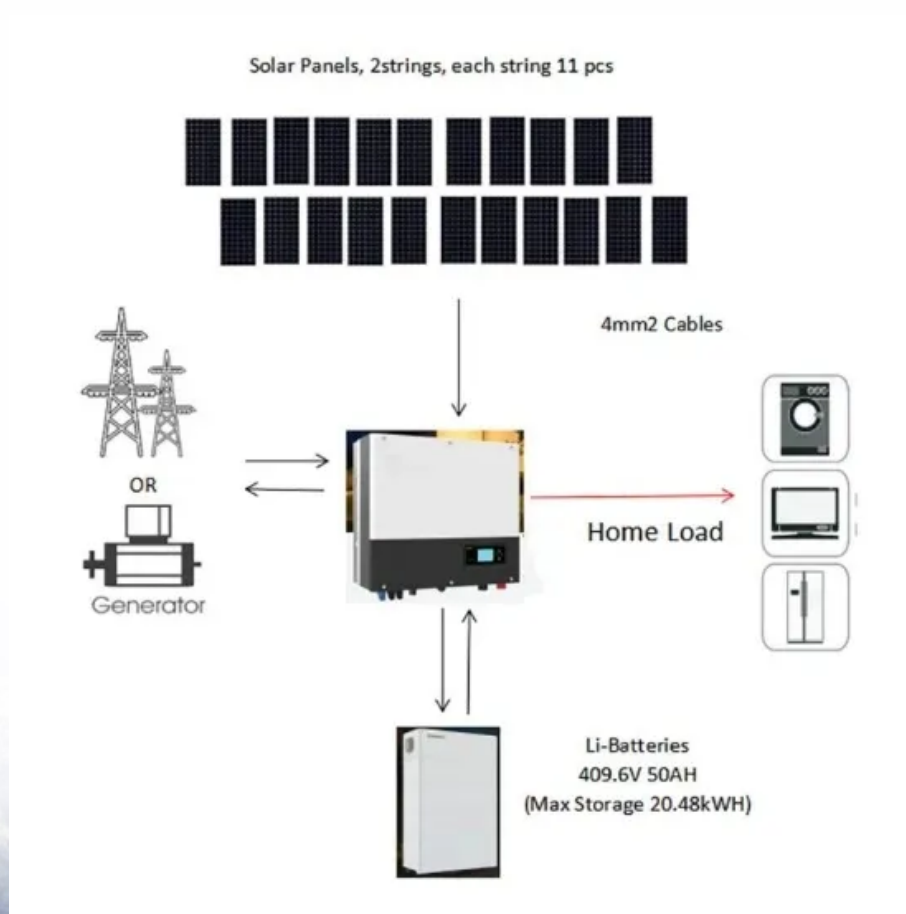 Solar Panels, 2strings, each string 11 pcs
4mm2 Cables
OR
Home Load
Generator
Li-Batteries
409.6V 50AH
(Max Storage 20.48kWH)